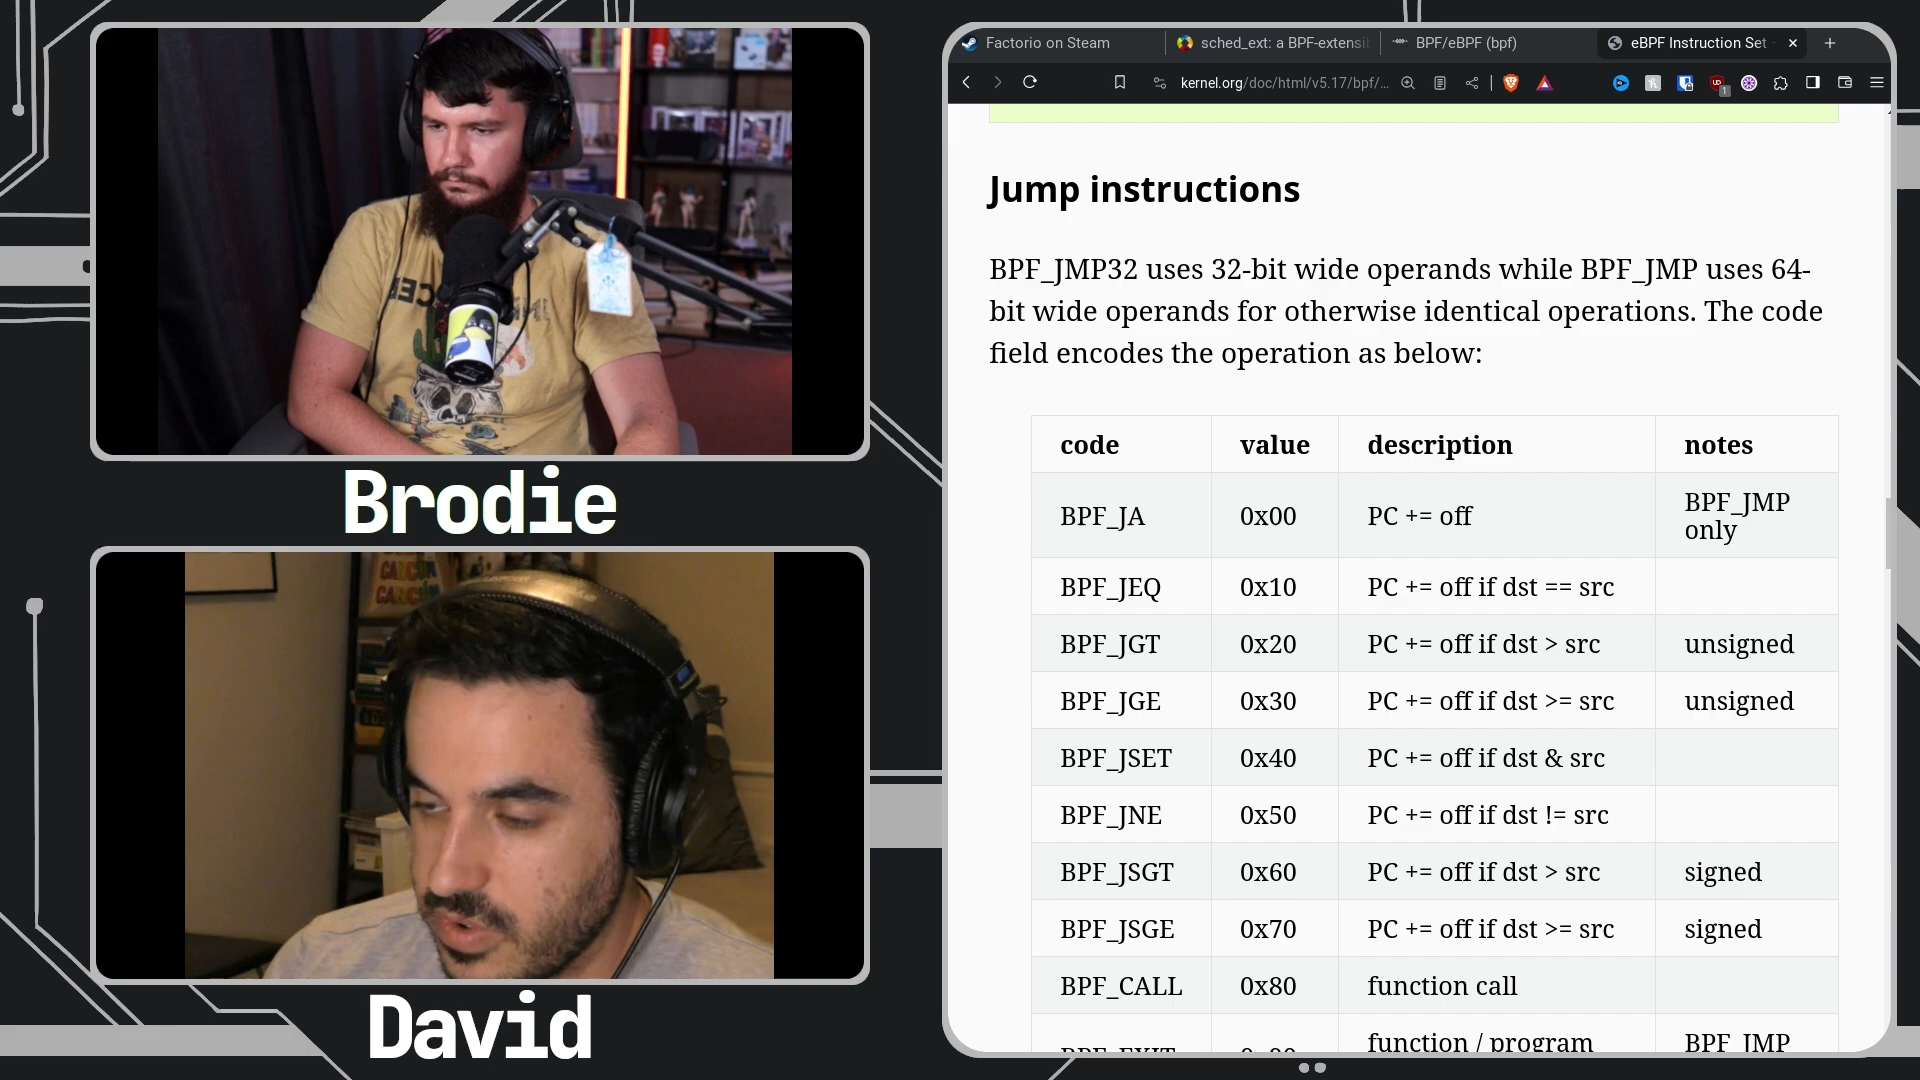 Factorio on Steam
sched_ext: a BPF-extensi
BPF/eBPF (bpf)
eBPF Instruction Set -
kernel.org/doc/html/v5.17/bpf/...
1
Jump instructions
BPF_JMP32 uses 32-bit wide operands while BPF_JMP uses 64-
bit wide operands for otherwise identical operations. The code
field encodes the operation as below:
code value description notes
BPF_JA 0x00 PC += off BPF_JMP
only
BPF_JEQ 0x10 PC += off if dst == src
BPF_JGT 0x20 PC += off if dst > src unsigned
BPF_JGE 0x30 PC += off if dst >= src unsigned
BPF_JSET 0x40 PC += off if dst & src
BPF_JNE 0x50 PC += off if dst != src
BPF_JSGT 0x60 PC += off if dst > src signed
BPF_JSGE 0x70 PC += off if dst >= src signed
BPF_CALL 0x80 function call
function / program BPF_JMP
Brodie
David